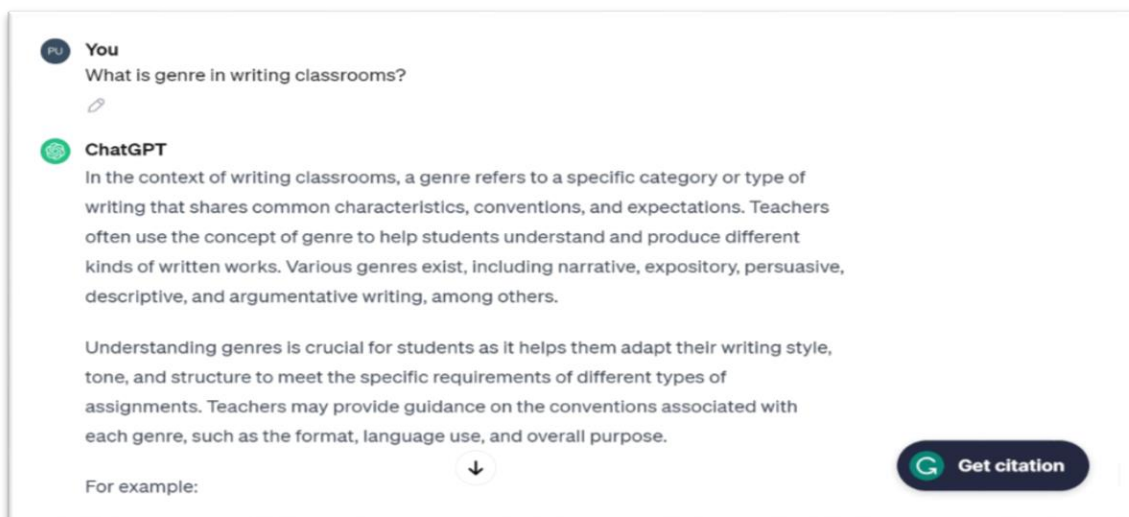 PU You
What is genre in writing classrooms?
ChatGPT
In the context of writing classrooms, a genre refers to a specific category or type of
writing that shares common characteristics, conventions, and expectations. Teachers
often use the concept of genre to help students understand and produce different
kinds of written works. Various genres exist, including narrative, expository, persuasive,
descriptive, and argumentative writing, among others.
Understanding genres is crucial for students as it helps them adapt their writing style,
tone, and structure to meet the specific requirements of different types of
assignments. Teachers may provide guidance on the conventions associated with
each genre, such as the format, language use, and overall purpose.
G Get citation
For example: